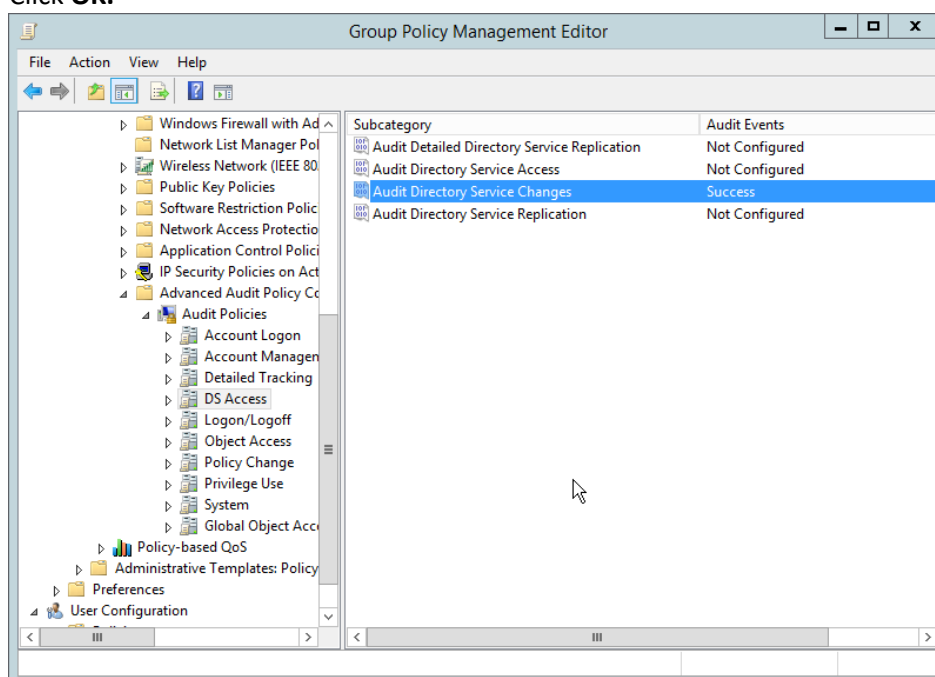 Click OK.
Group Policy Management Editor
File Action View Help
Windows Firewall with Ad
Network List Manager Pol
Wireless Network (IEEE 80.
Public Key Policies
Software Restriction Polic
Network Access Protectio
Application Control Polici
IP Security Policies on Act
Advanced Audit Policy Co
Audit Policies
Account Logon
Account Managen
Detailed Tracking
DS Access
Logon/Logoff
Object Access
Policy Change
Privilege Use
System
Global Object Acce
Policy-based QoS
Administrative Templates: Policy
Preferences
User Configuration
Subcategory Audit Events
Audit Detailed Directory Service Replication Not Configured
Audit Directory Service Access Not Configured
Audit Directory Service Changes Success
Audit Directory Service Replication Not Configured